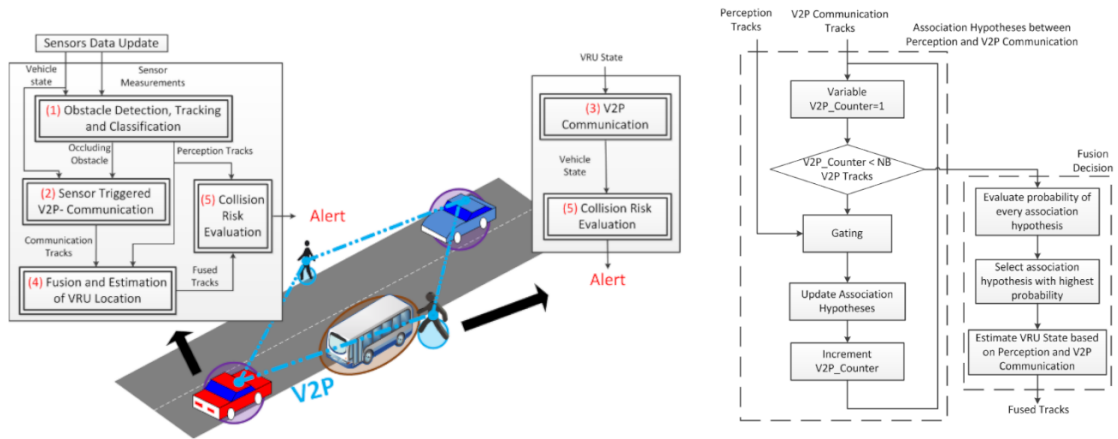 Sensors Data Update
Vehicle
state
Sensor
Measurements
(1) Obstacle Detection, Tracking
and Classification
Occluding
Obstacle
Perception Tracks
(2) Sensor Triggered
V2P- Communication
(5) Collision
Risk
Evaluation
Alert
Communication
Tracks
Fused
Tracks
(4) Fusion and Estimation
of VRU Location
V2P
VRU State
(3) V2P
Communication
Vehicle
State
(5) Collision Risk
Evaluation
Alert
Perception
Tracks
V2P Communication
Tracks
Association Hypotheses between
Perception and V2P Communication
Variable
V2P_Counter=1
V2P_Counter < NB
V2P Tracks
Gating
Update Association
Hypotheses
Increment
V2P_Counter
Fusion
Decision
Evaluate probability of
every association
hypothesis
Select association
hypothesis with highest
probability
Estimate VRU State based
on Perception and V2P
Communication
Fused Tracks